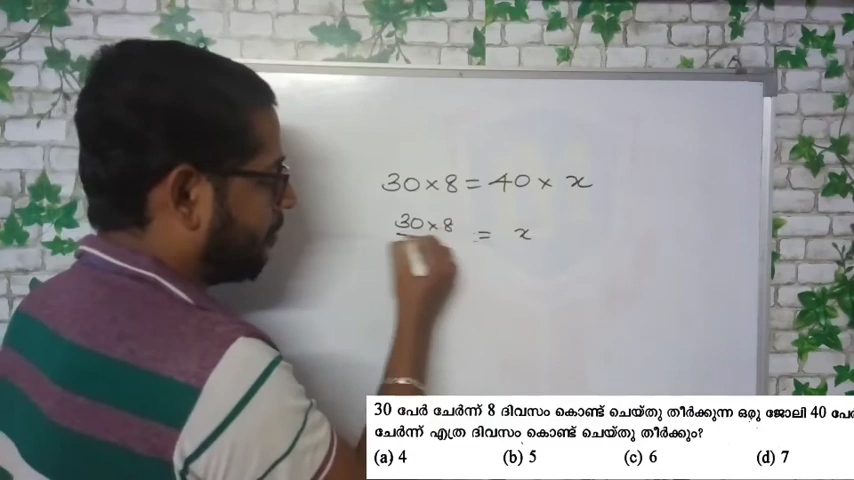 30 × 8 = 40 × x
30 × 8 = x
30 പേർ ചേർന്ന് 8 ദിവസം കൊണ്ട് ചെയ്തു തീർക്കുന്ന ഒരു ജോലി 40 പേർ
ചേർന്ന് എത്ര ദിവസം കൊണ്ട് ചെയ്തു തീർക്കും?
(a) 4 (b) 5 (c) 6 (d) 7